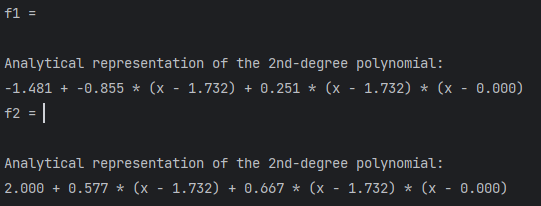 f1 =
Analytical representation of the 2nd-degree polynomial:
-1.481 + -0.855 * (x - 1.732) + 0.251 * (x - 1.732) * (x - 0.000)
f2 =
Analytical representation of the 2nd-degree polynomial:
2.000 + 0.577 * (x - 1.732) + 0.667 * (x - 1.732) * (x - 0.000)